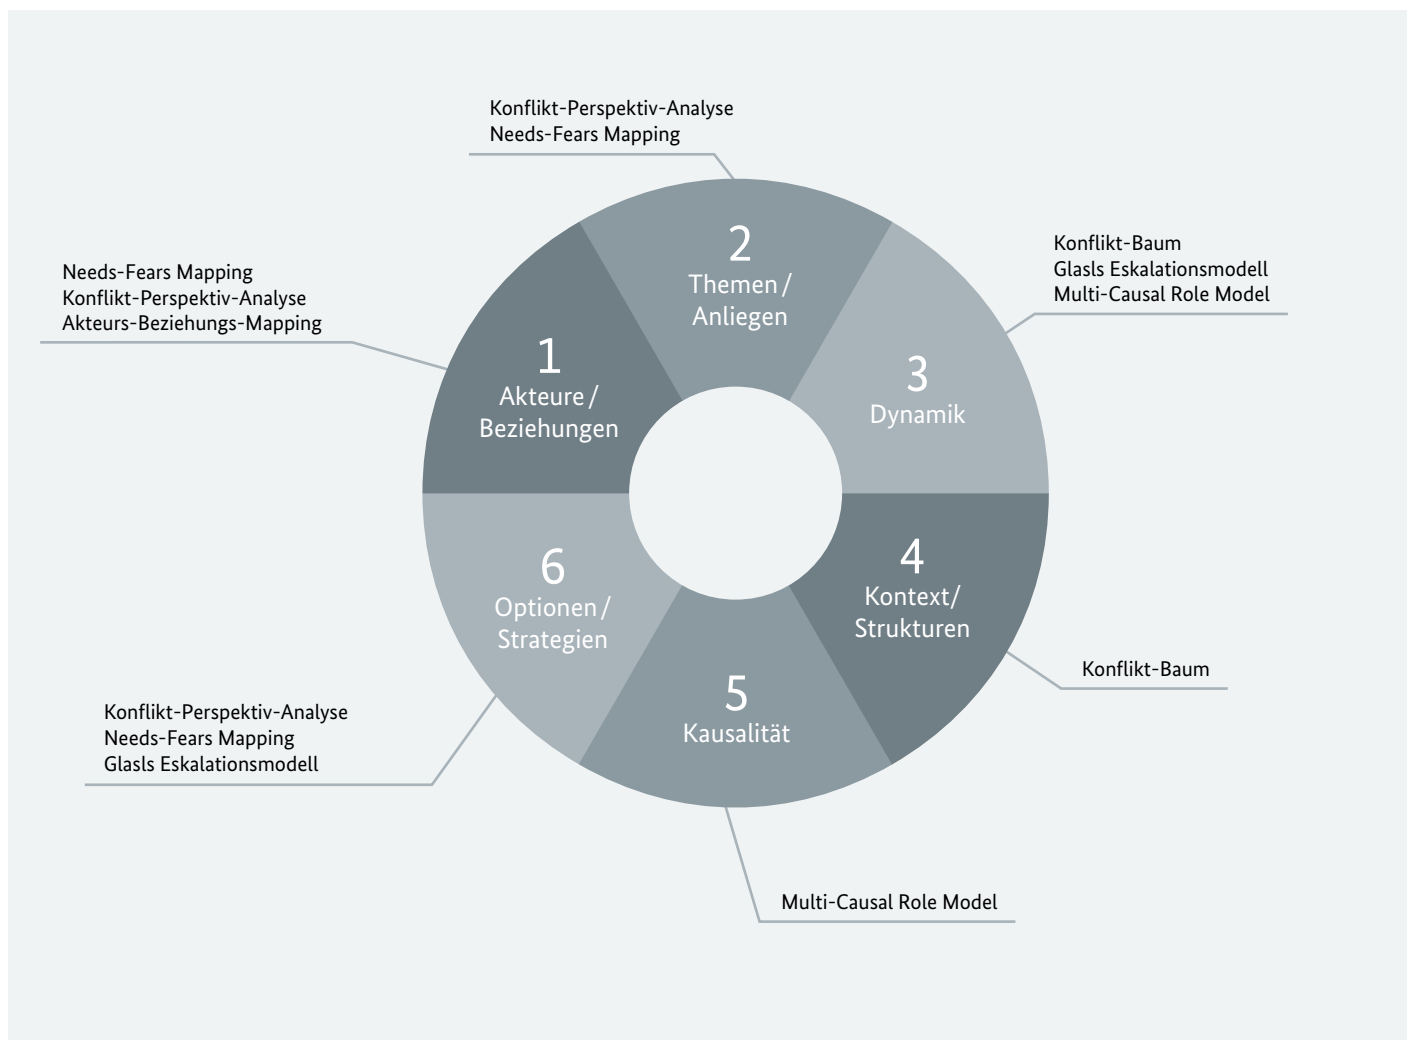 Konflikt-Perspektiv-Analyse
Needs-Fears Mapping
Needs-Fears Mapping
Konflikt-Perspektiv-Analyse
Akteurs-Beziehungs-Mapping
Konflikt-Baum
Glasls Eskalationsmodell
Multi-Causal Role Model
1
Akteure /
Beziehungen
2
Themen /
Anliegen
3
Dynamik
4
Kontext/
Strukturen
5
Kausalität
6
Optionen /
Strategien
Konflikt-Baum
Konflikt-Perspektiv-Analyse
Needs-Fears Mapping
Glasls Eskalationsmodell
Multi-Causal Role Model